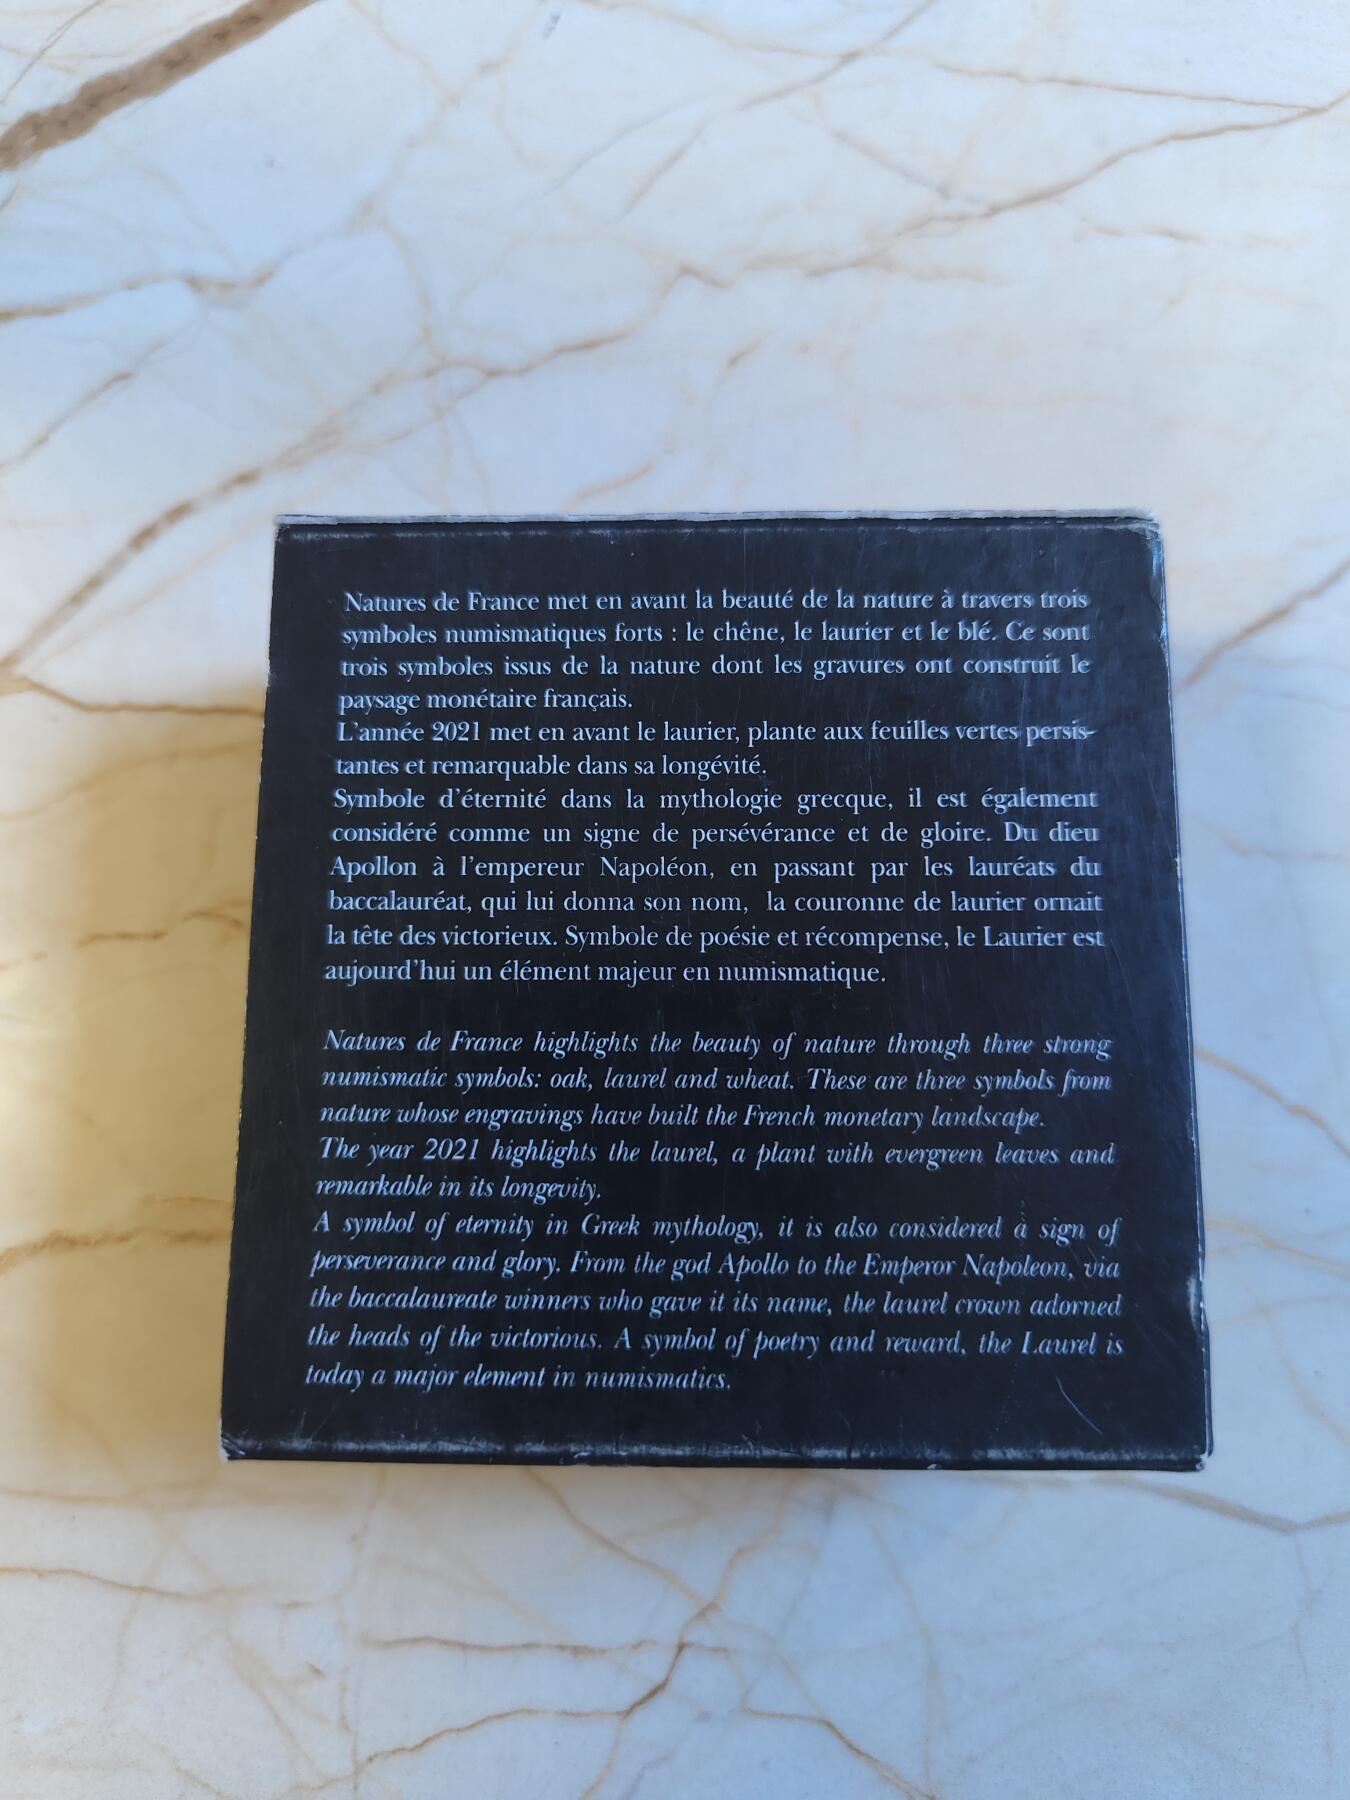 Natures de France met en avant la beauté de la nature à travers trois
symboles numismatiques forts : le chêne, le laurier et le blé. Ce sont
trois symboles issus de la nature dont les gravures ont construit le
paysage monétaire français.
L'année 2021 met en avant le laurier, plante aux feuilles vertes persis-
tantes et remarquable dans sa longévité.
Symbole d'éternité dans la mythologie grecque, il est également
considéré comme un signe de persévérance et de gloire. Du dieu
Apollon à l'empereur Napoléon, en passant par les lauréats du
baccalauréat, qui lui donna son nom, la couronne de laurier ornait
la tête des victorieux. Symbole de poésie et récompense, le Laurier est
aujourd'hui un élément majeur en numismatique.
Natures de France highlights the beauty of nature through three strong
numismatic symbols: oak, laurel and wheat. These are three symbols from
nature whose engravings have built the French monetary landscape.
The year 2021 highlights the laurel, a plant with evergreen leaves and
remarkable in its longevity.
A symbol of eternity in Greek mythology, it is also considered a sign of
perseverance and glory. From the god Apollo to the Emperor Napoleon, via
the baccalaureate winners who gave it its name, the laurel crown adorned
the heads of the victorious. A symbol of poetry and reward, the Laurel is
today a major element in numismatics.